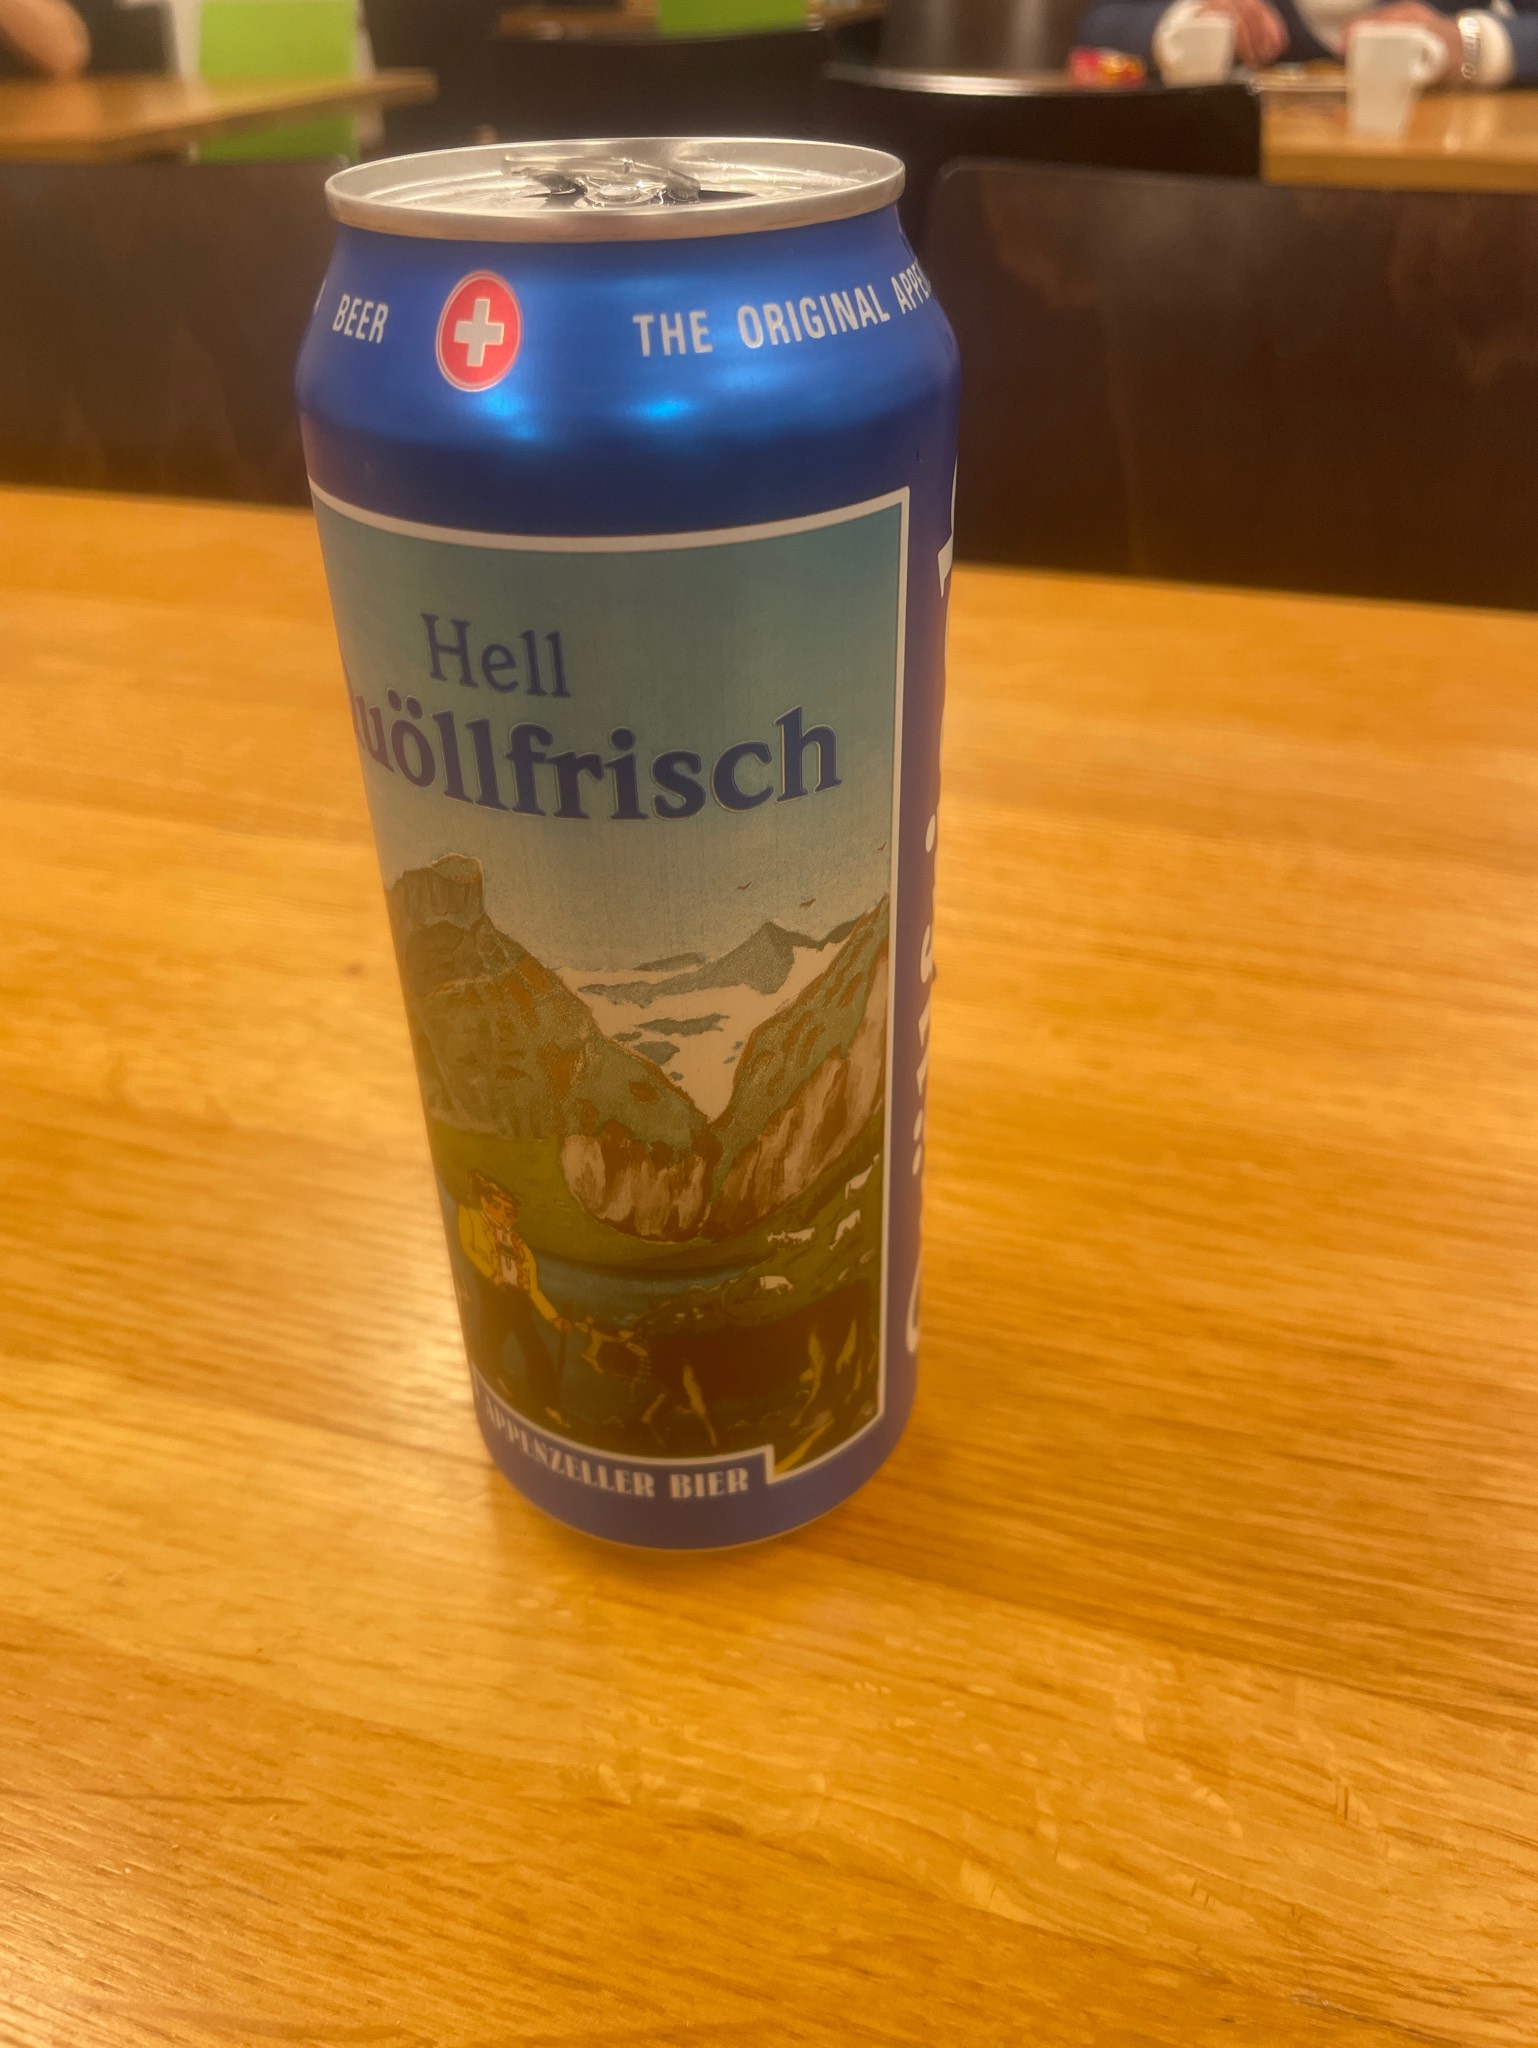 BEER
THE ORIGINAL APPE
Hell
uöllfrisch
APPENZELLER BIER